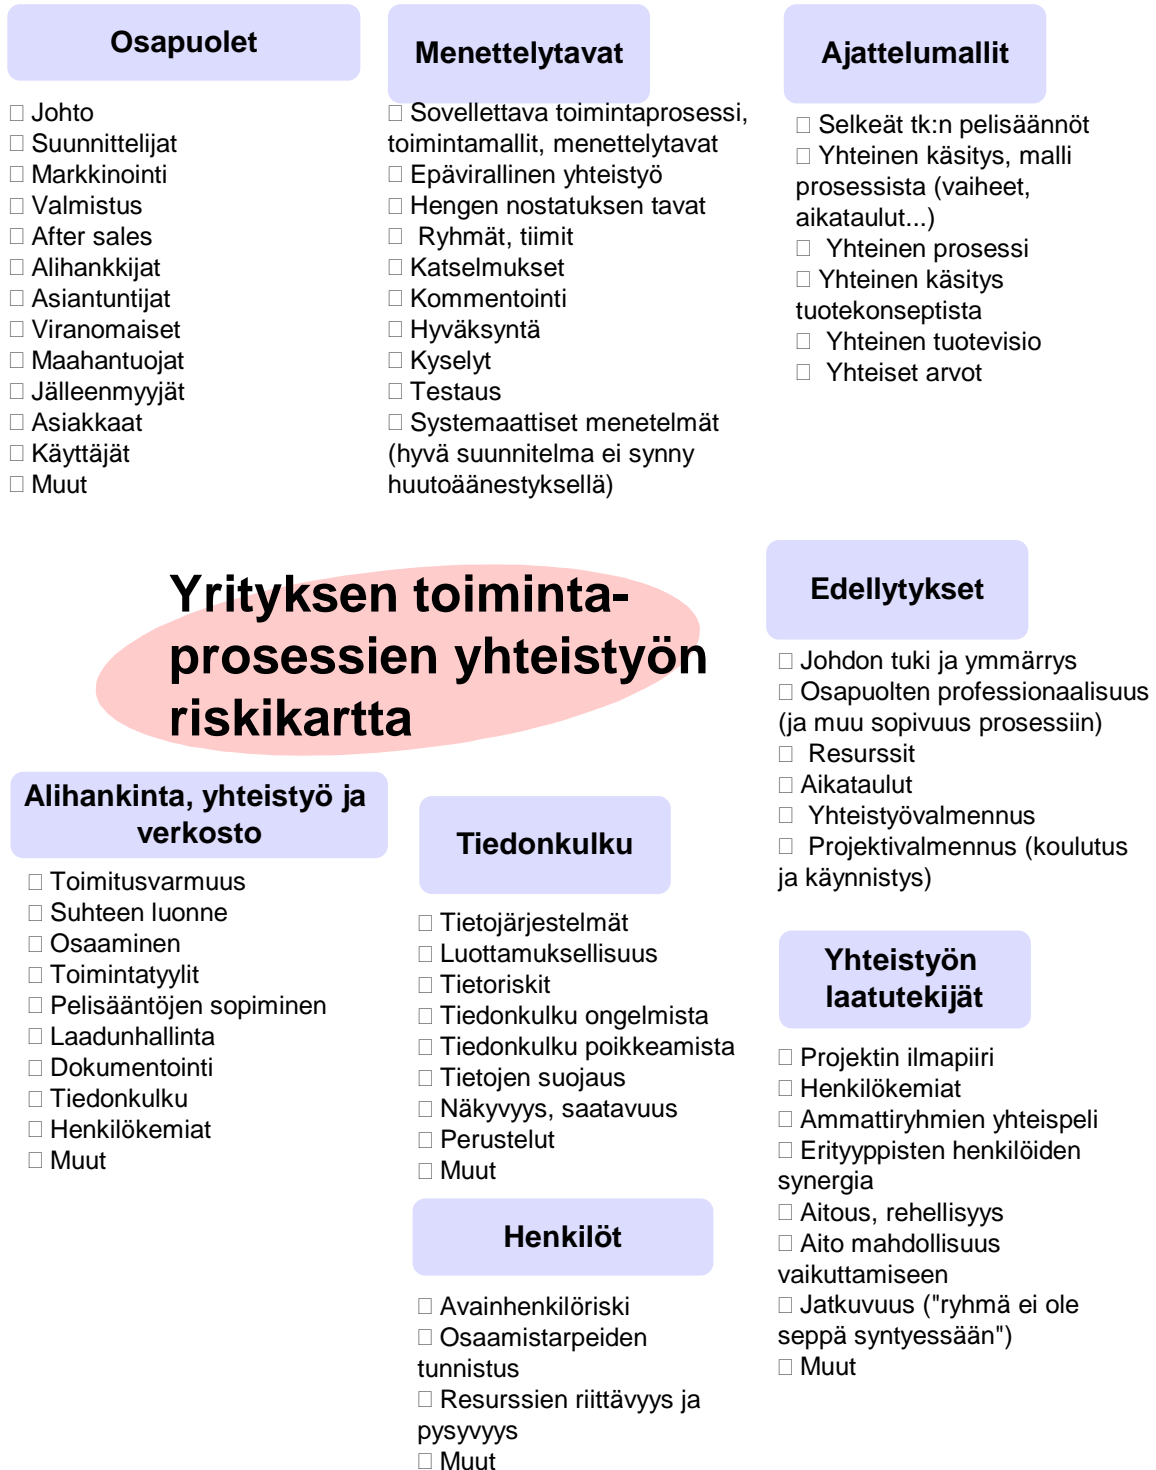 Osapuolet
□ Johto
□ Suunnittelijat
□ Markkinointi
□ Valmistus
□ After sales
□ Alihankkijat
□ Asiantuntijat
□ Viranomaiset
□ Maahantuojat
□ Jälleenmyyjät
□ Asiakkaat
□ Käyttäjät
□ Muut
Menettelytavat
□ Sovellettava toimintaprosessi,
toimintamallit, menettelytavat
□ Epävirallinen yhteistyö
□ Hengen nostatuksen tavat
□ Ryhmät, tiimit
□ Katselmukset
□ Kommentointi
□ Hyväksyntä
□ Kyselyt
□ Testaus
□ Systemaattiset menetelmät
(hyvä suunnitelma ei synny
huutoäänestyksellä)
Ajattelumallit
□ Selkeät tk:n pelisäännöt
□ Yhteinen käsitys, malli
prosessista (vaiheet,
aikataulut...)
□ Yhteinen prosessi
□ Yhteinen käsitys
tuotekonseptista
□ Yhteinen tuotevisio
□ Yhteiset arvot
Yrityksen toiminta-
prosessien yhteistyön
riskikartta
Edellytykset
□ Johdon tuki ja ymmärrys
□ Osapuolten professionaalisuus
(ja muu sopivuus prosessiin)
□ Resurssit
□ Aikataulut
□ Yhteistyövalmennus
□ Projektivalmennus (koulutus
ja käynnistys)
Alihankinta, yhteistyö ja
verkosto
□ Toimitusvarmuus
□ Suhteen luonne
□ Osaaminen
□ Toimintatyylit
□ Pelisääntöjen sopiminen
□ Laadunhallinta
□ Dokumentointi
□ Tiedonkulku
□ Henkilökemiat
□ Muut
Tiedonkulku
□ Tietojärjestelmät
□ Luottamuksellisuus
□ Tietoriskit
□ Tiedonkulku ongelmista
□ Tiedonkulku poikkeamista
□ Tietojen suojaus
□ Näkyvyys, saatavuus
□ Perustelut
□ Muut
Henkilöt
□ Avainhenkilöriski
□ Osaamistarpeiden
tunnistus
□ Resurssien riittävyys ja
pysyvyys
□ Muut
Yhteistyön
laatutekijät
□ Projektin ilmapiiri
□ Henkilökemiat
□ Ammattiryhmien yhteispeli
□ Erityyppisten henkilöiden
synergia
□ Aitous, rehellisyys
□ Aito mahdollisuus
vaikuttamiseen
□ Jatkuvuus ("ryhmä ei ole
seppä syntyessään")
□ Muut